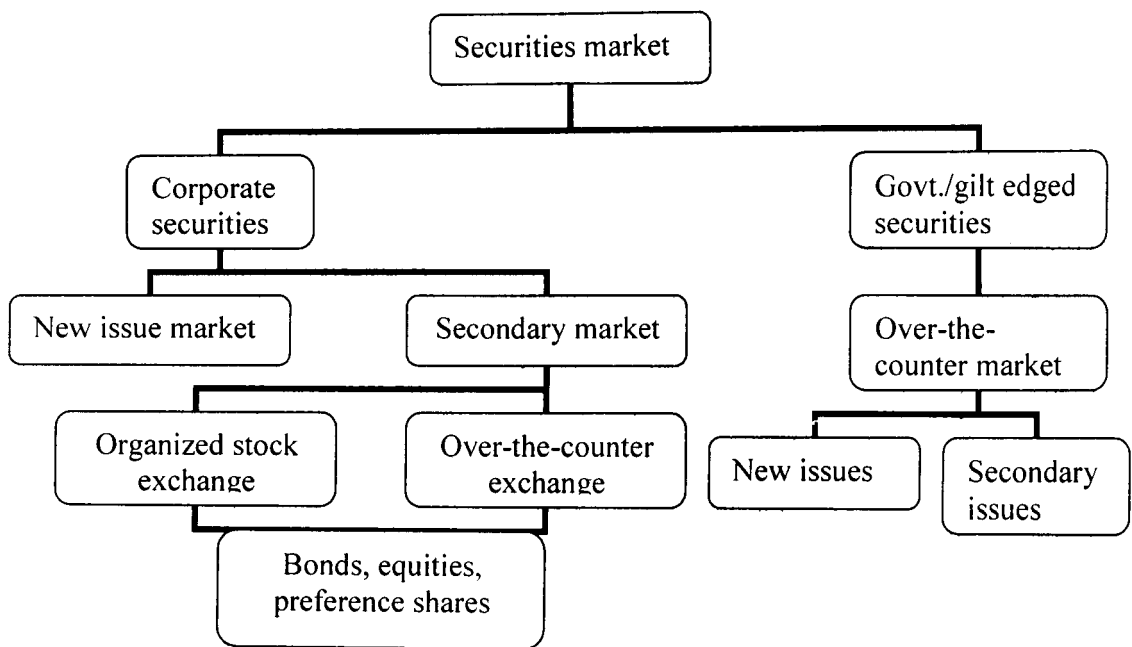 Securities market
Corporate
securities
Govt./gilt edged
securities
New issue market
Secondary market
Over-the-
counter market
Organized stock
exchange
Over-the-counter
exchange
New issues
Secondary
issues
Bonds, equities,
preference shares